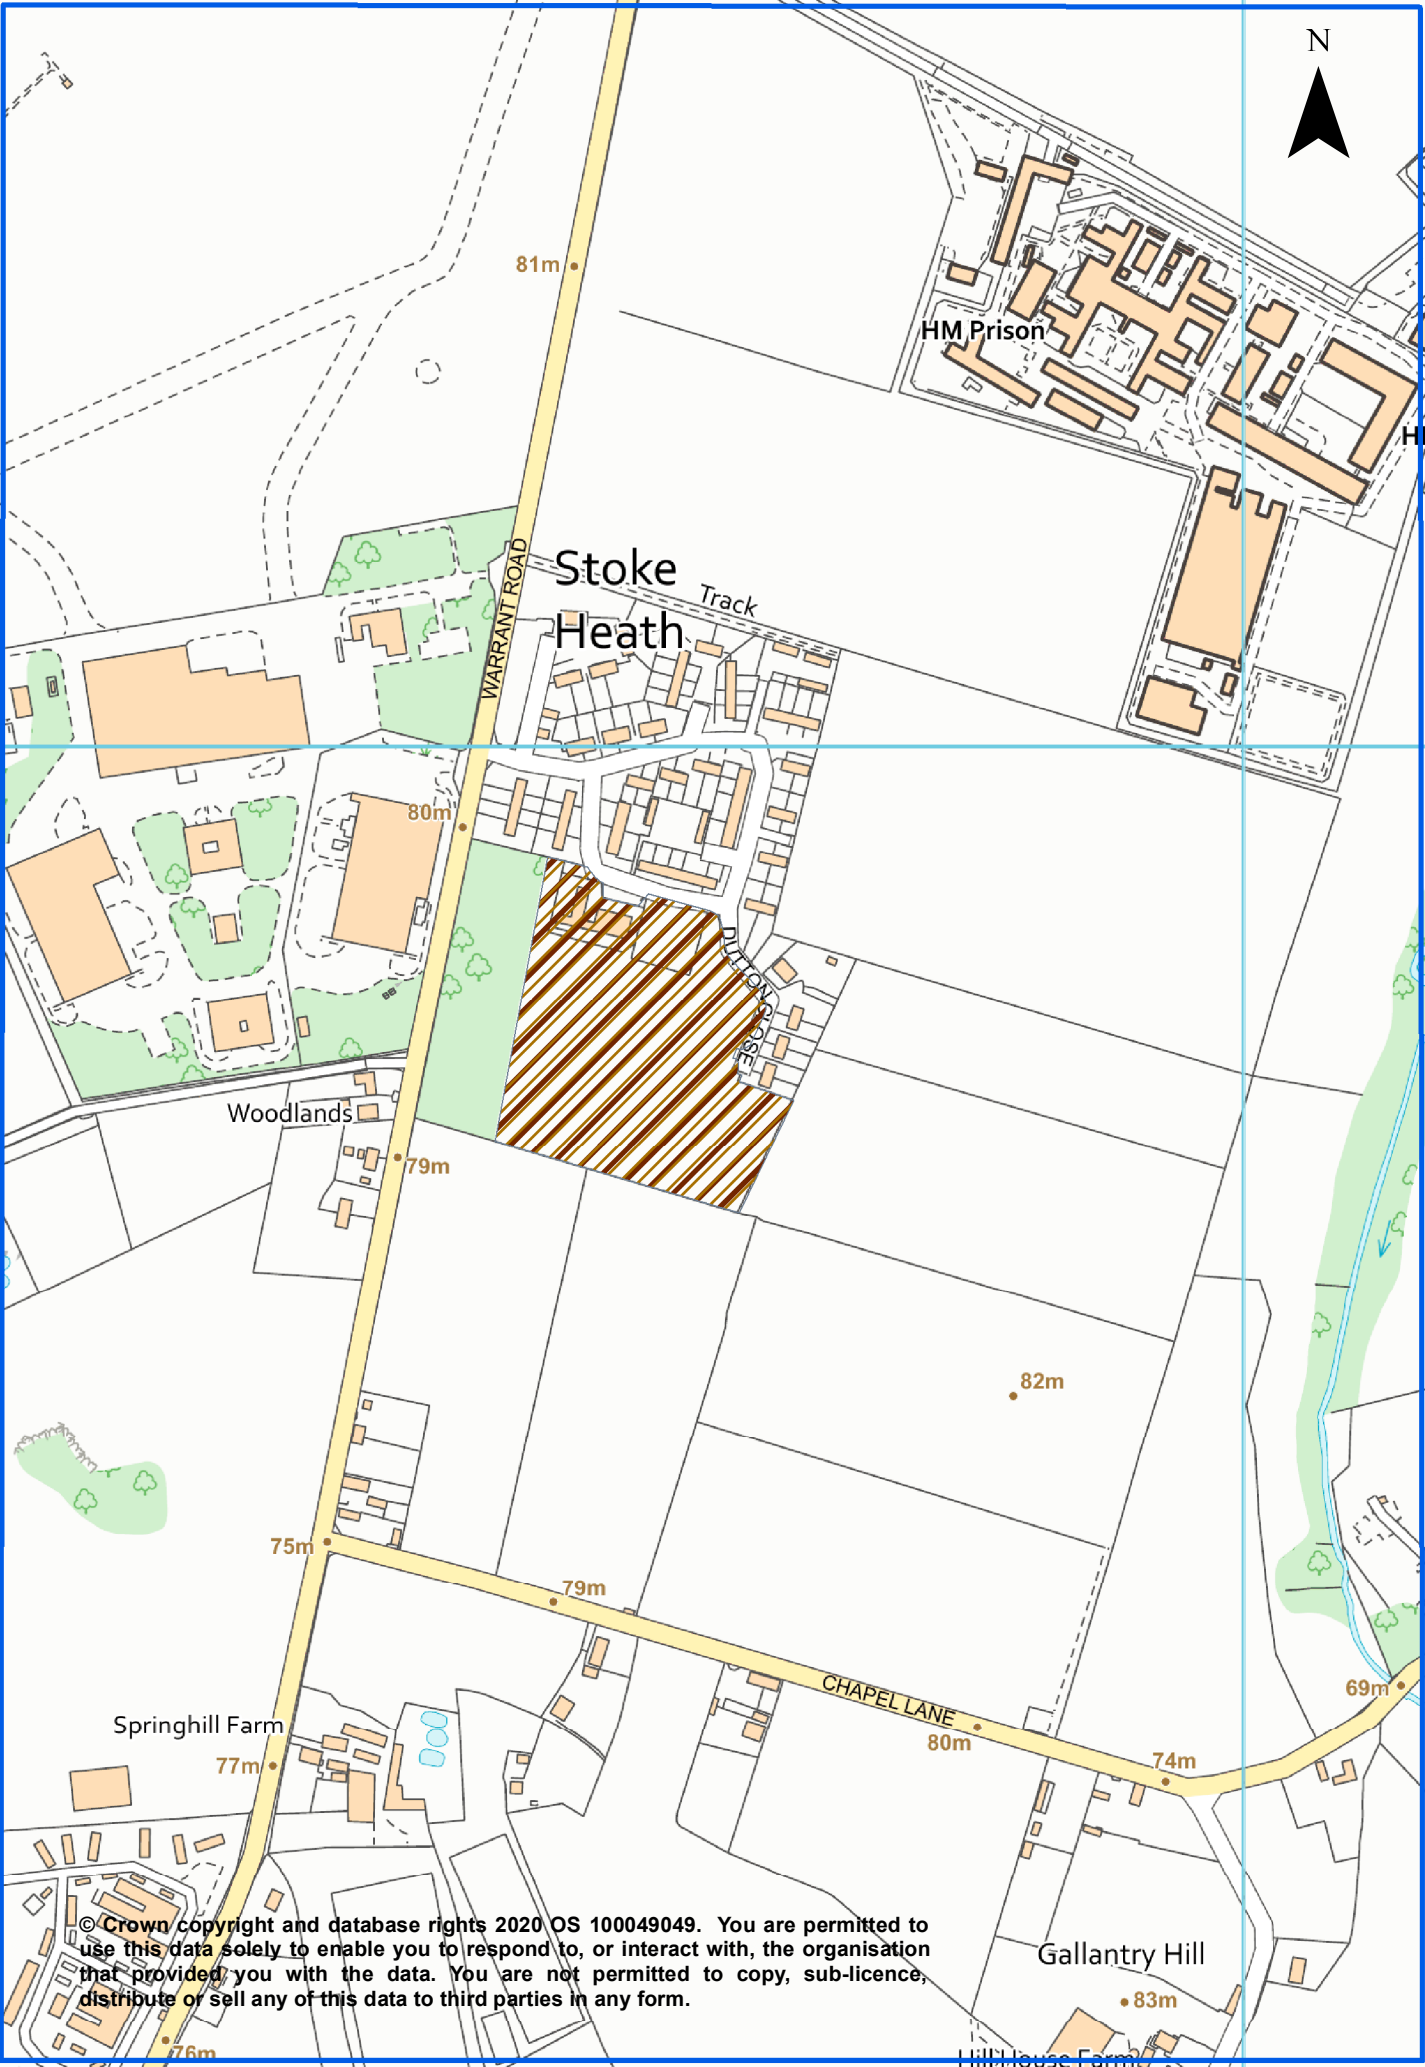 N
81m
HM Prison
Stoke
Heath
Track
WARRANT ROAD
80m
DUTTON CLOSE
Woodlands
79m
82m
75m
79m
CHAPEL LANE
69m
80m
74m
Springhill Farm
77m
© Crown copyright and database rights 2020 OS 100049049. You are permitted to
use this data solely to enable you to respond to, or interact with, the organisation
that provided you with the data. You are not permitted to copy, sub-licence,
distribute or sell any of this data to third parties in any form.
Gallantry Hill
83m
76m
Hill House Farm